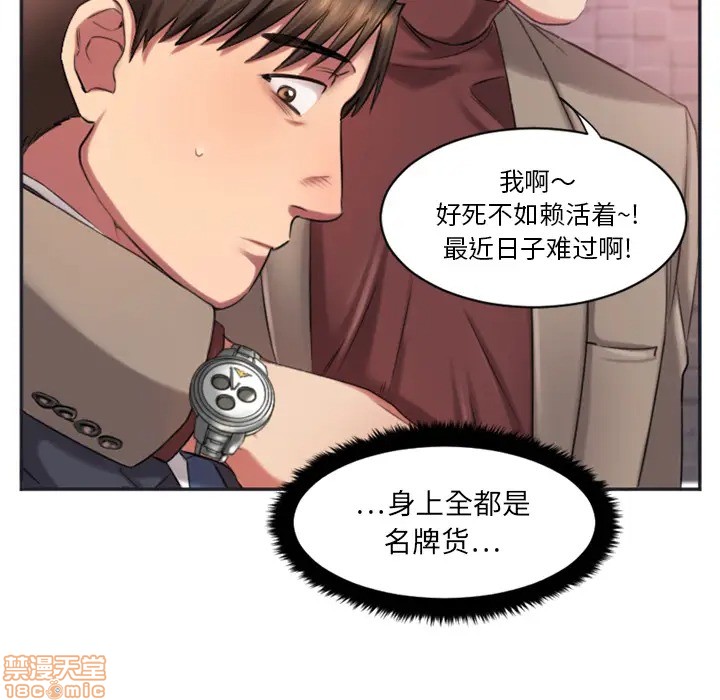 我啊～
好死不如赖活着~!
最近日子难过啊!
...身上全都是
名牌货...
禁漫天堂
18comic